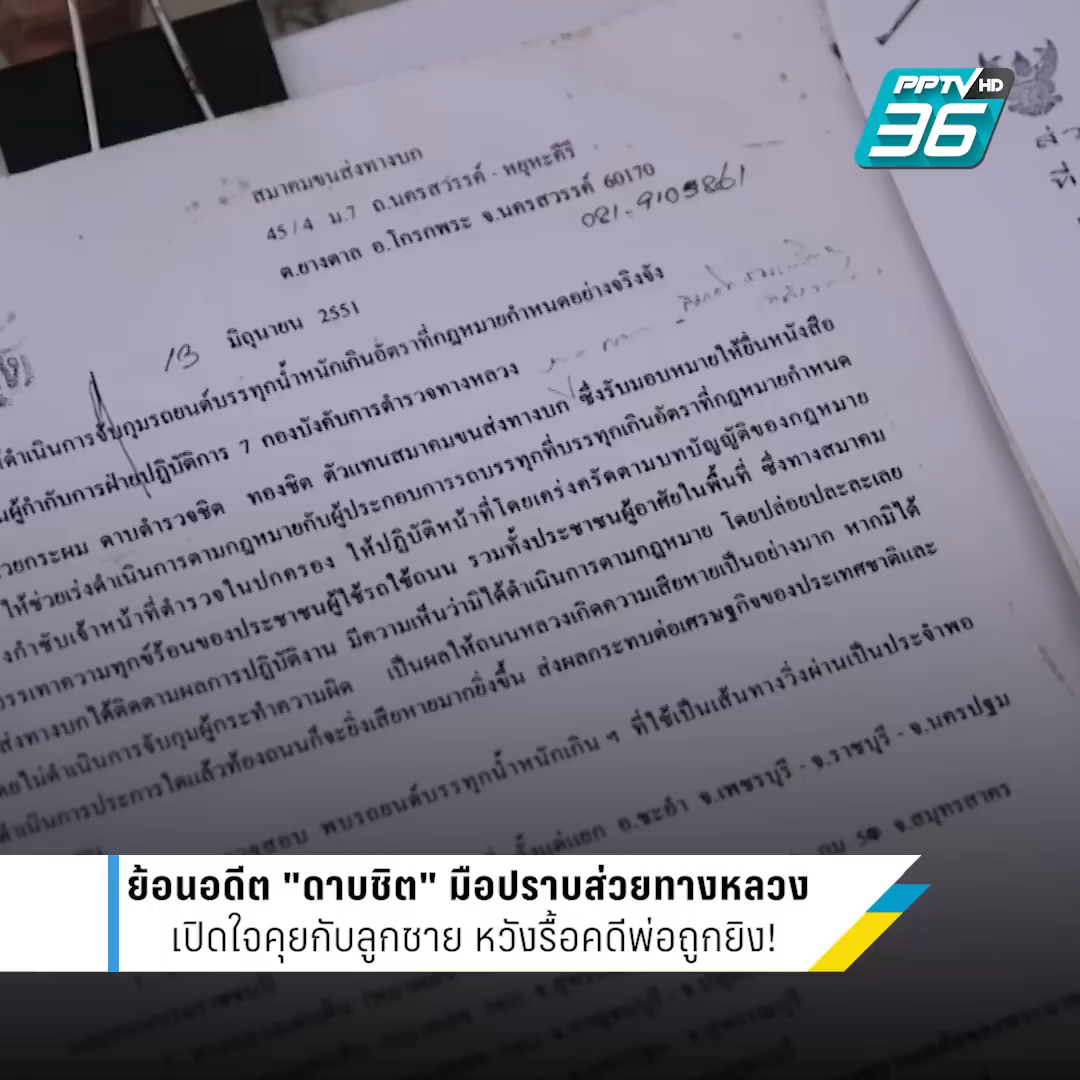 PPTV HD
36
สมาคมขนส่งทางบก
45/4 ม.7 ถ.นครสวรรค์ - พยุหะคีรี
ต.ยางตาล อ.โกรกพระ จ.นครสวรรค์ 60170
081-9105861
ส่ว
ที่
13 มิถุนายน 2551
ดำเนินการจับกุมรถยนต์บรรทุกน้ำหนักเกินอัตราที่กฎหมายกำหนดอย่างจริงจัง
ผู้กำกับการฝ่ายปฏิบัติการ 7 กองบังคับการตำรวจทางหลวง
วยกระผม ดาบตำรวจชิต ทองชิต ตัวแทนสมาคมขนส่งทางบก ซึ่งรับมอบหมายให้ยื่นหนังสือ
ให้ช่วยเร่งดำเนินการตามกฎหมายกับผู้ประกอบการรถบรรทุกที่บรรทุกเกินอัตราที่กฎหมายกำหนด
งกำชับเจ้าหน้าที่ตำรวจในปกครอง ให้ปฏิบัติหน้าที่โดยเคร่งครัดตามบทบัญญัติของกฎหมาย
บรรเทาความทุกข์ร้อนของประชาชนผู้ใช้รถใช้ถนน รวมทั้งประชาชนผู้อาศัยในพื้นที่ ซึ่งทางสมาคม
ส่งทางบกได้ติดตามผลการปฏิบัติงาน มีความเห็นว่ามิได้ดำเนินการตามกฎหมาย โดยปล่อยปละละเลย
ดยไม่ดำเนินการจับกุมผู้กระทำความผิด เป็นผลให้ถนนหลวงเกิดความเสียหายเป็นอย่างมาก หากมิได้
ดำเนินการประการใดแล้วท้องถนนก็จะยิ่งเสียหายมากยิ่งขึ้น ส่งผลกระทบต่อเศรษฐกิจของประเทศชาติและ
วจสอบ พบรถยนต์บรรทุกน้ำหนักเกิน ฯ ที่ใช้เป็นเส้นทางวิ่งผ่านเป็นประจำพอ
ตั้งแต่แยก อ.ชะอำ จ.เพชรบุรี - จ.ราชบุรี - จ.นครปฐม
กม 5 จ.สมุทรสาคร
ย้อนอดีต "ดาบชิต" มือปราบส่วยทางหลวง
เปิดใจคุยกับลูกชาย หวังรื้อคดีพ่อถูกยิง!